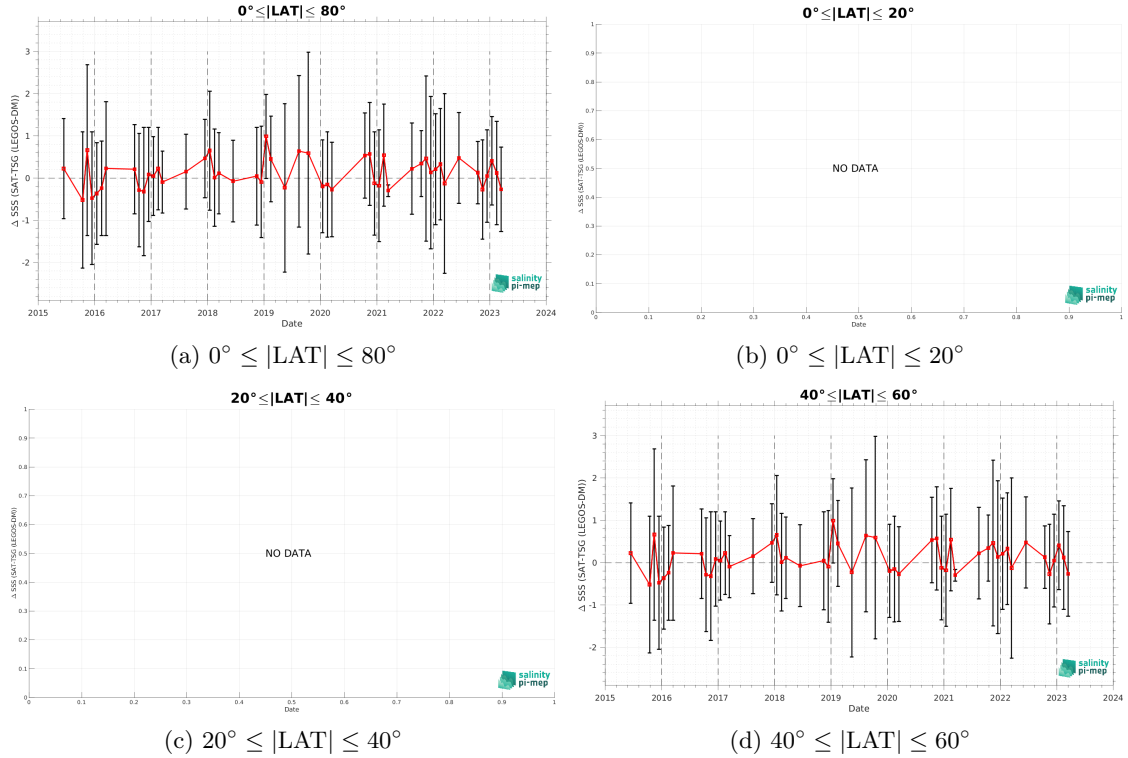 0°≤|LAT|≤ 80°
Δ SSS (SAT-TSG (LEGOS-DM))
3
2
1
0
-1
-2
2015 2016 2017 2018 2019 2020 2021 2022 2023 2024
Date
salinity
pi-mep
(a) 0° ≤ |LAT| ≤ 80°
0°≤|LAT|≤ 20°
Δ SSS (SAT-TSG (LEGOS-DM))
1
0.9
0.8
0.7
0.6
0.5
0.4
0.3
0.2
0.1
0
NO DATA
0 0.1 0.2 0.3 0.4 0.5 0.6 0.7 0.8 0.9 1
Date
salinity
pi-mep
(b) 0° ≤ |LAT| ≤ 20°
20°≤|LAT|≤ 40°
Δ SSS (SAT-TSG (LEGOS-DM))
1
0.9
0.8
0.7
0.6
0.5
0.4
0.3
0.2
0.1
0
NO DATA
0 0.1 0.2 0.3 0.4 0.5 0.6 0.7 0.8 0.9 1
Date
salinity
pi-mep
(c) 20° ≤ |LAT| ≤ 40°
40°≤|LAT|≤ 60°
Δ SSS (SAT-TSG (LEGOS-DM))
3
2
1
0
-1
-2
2015 2016 2017 2018 2019 2020 2021 2022 2023 2024
Date
salinity
pi-mep
(d) 40° ≤ |LAT| ≤ 60°